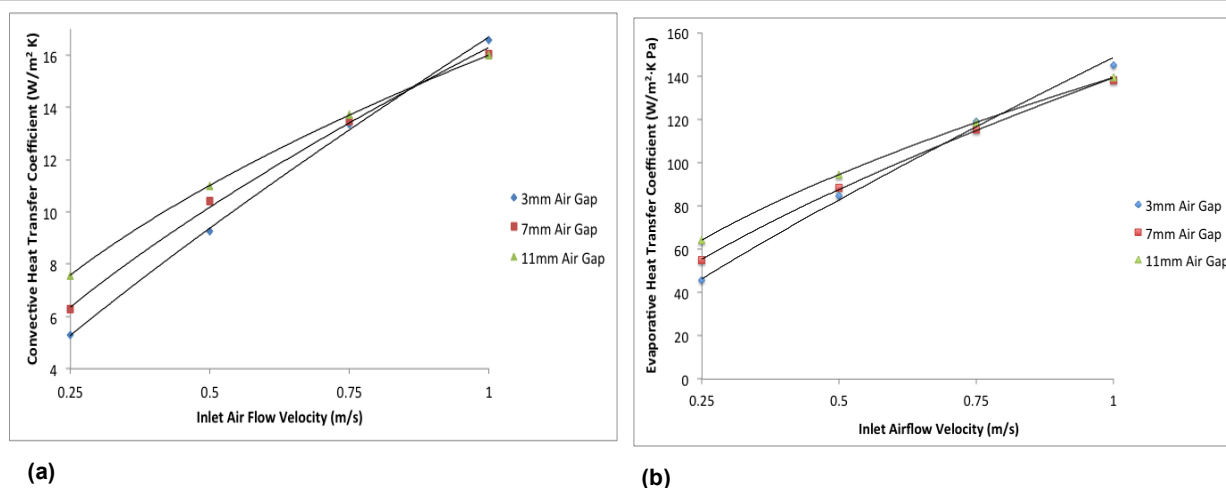 Convective Heat Transfer Coefficient (W/m² K)
16
14
12
10
8
6
4
0.25
0.5
0.75
1
Inlet Air Flow Velocity (m/s)
3mm Air Gap
7mm Air Gap
11mm Air Gap
(a)
Evaporative Heat Transfer Coefficient (W/m²·K Pa)
160
140
120
100
80
60
40
20
0
0.25
0.5
0.75
1
Inlet Airflow Velocity (m/s)
3mm Air Gap
7mm Air Gap
11mm Air Gap
(b)